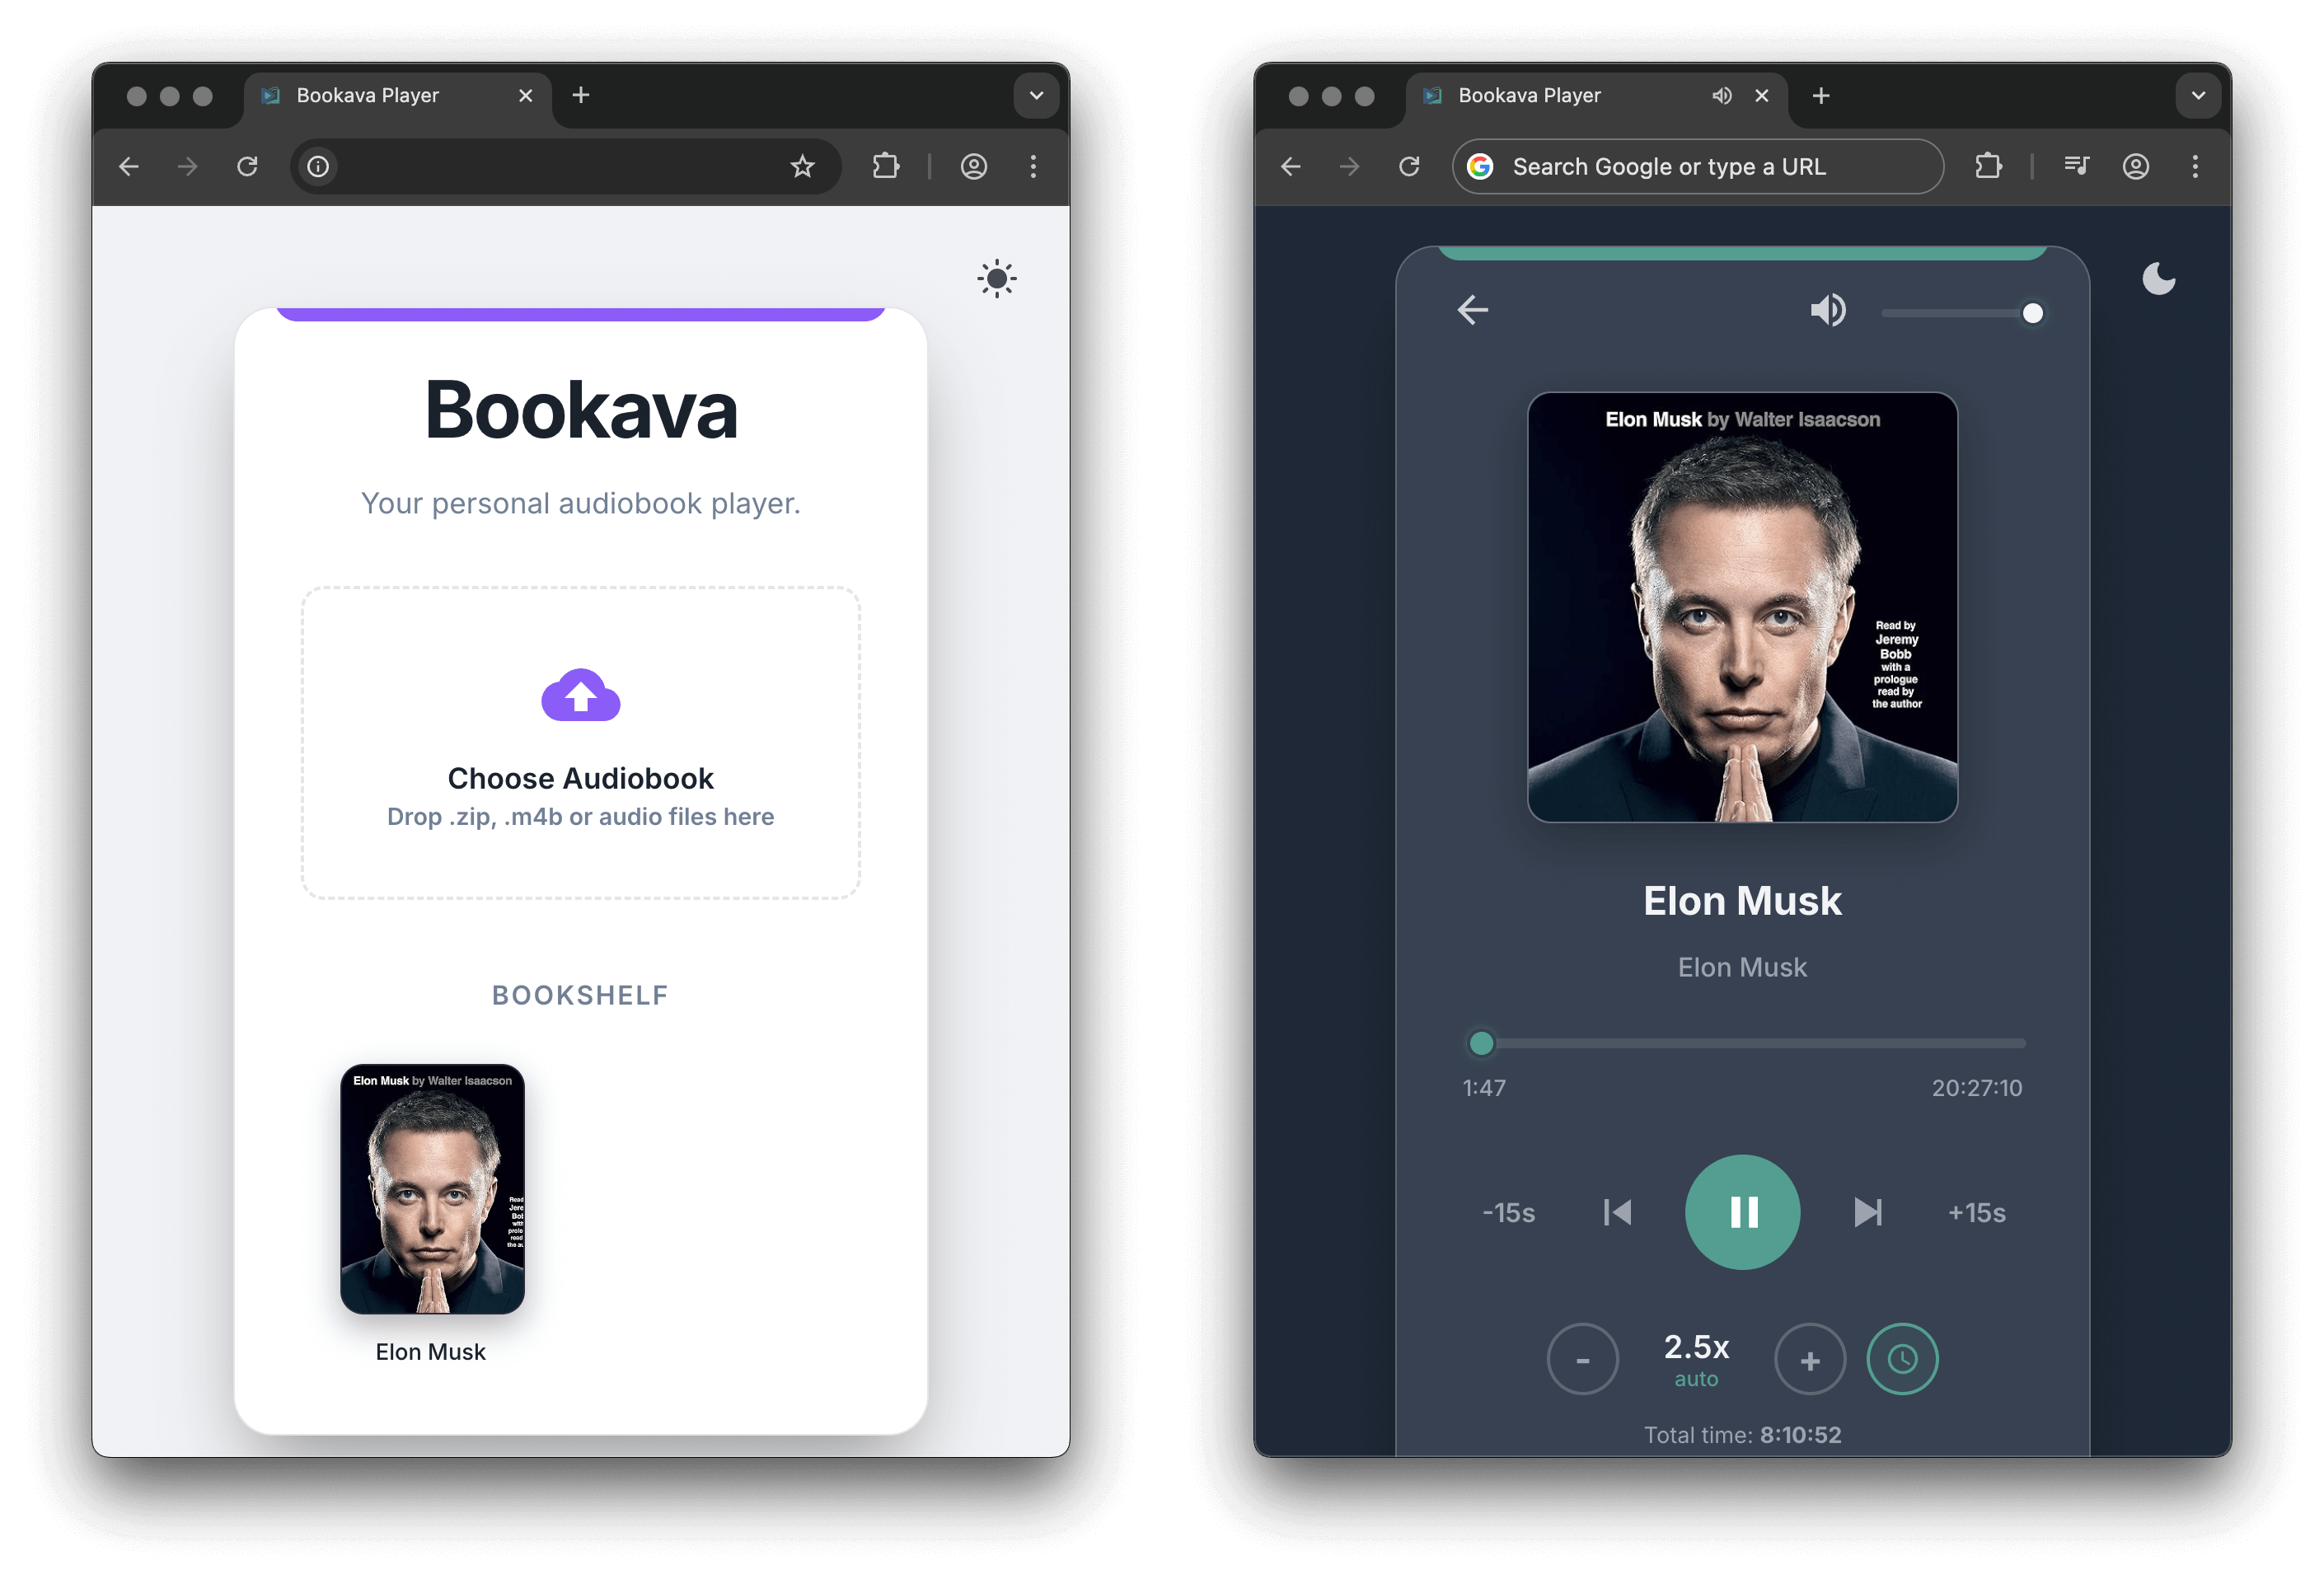 Bookava Player
Bookava
Your personal audiobook player.
Choose Audiobook
Drop .zip, .m4b or audio files here
BOOKSHELF
Elon Musk by Walter Isaacson
Elon Musk
Bookava Player
Search Google or type a URL
Elon Musk by Walter Isaacson
Read by
Jeremy
Bobb
with a
prologue
read by
the author
Elon Musk
Elon Musk
1:47
20:27:10
-15s
+15s
-
2.5x
auto
+
Total time: 8:10:52